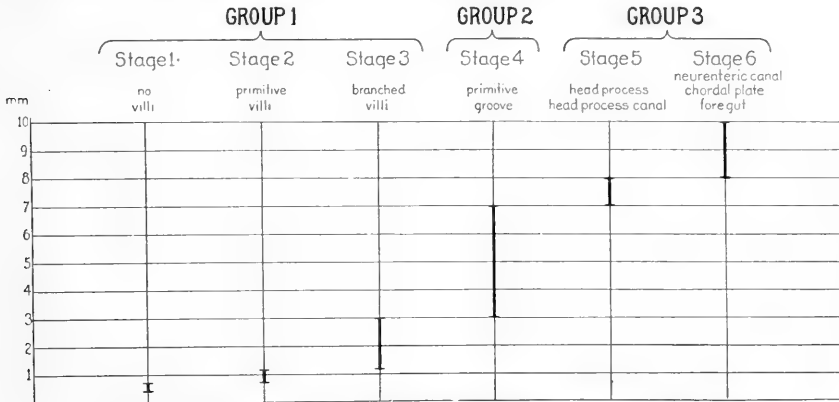 GROUP 1 GROUP 2 GROUP 3
Stage 1 Stage 2 Stage 3 Stage 4 Stage 5 Stage 6
no villi
primitive villi
branched villi
primitive groove
head process
head process canal
neurenteric canal
chordal plate
foregut
mm
10
9
8
7
6
5
4
3
2
1